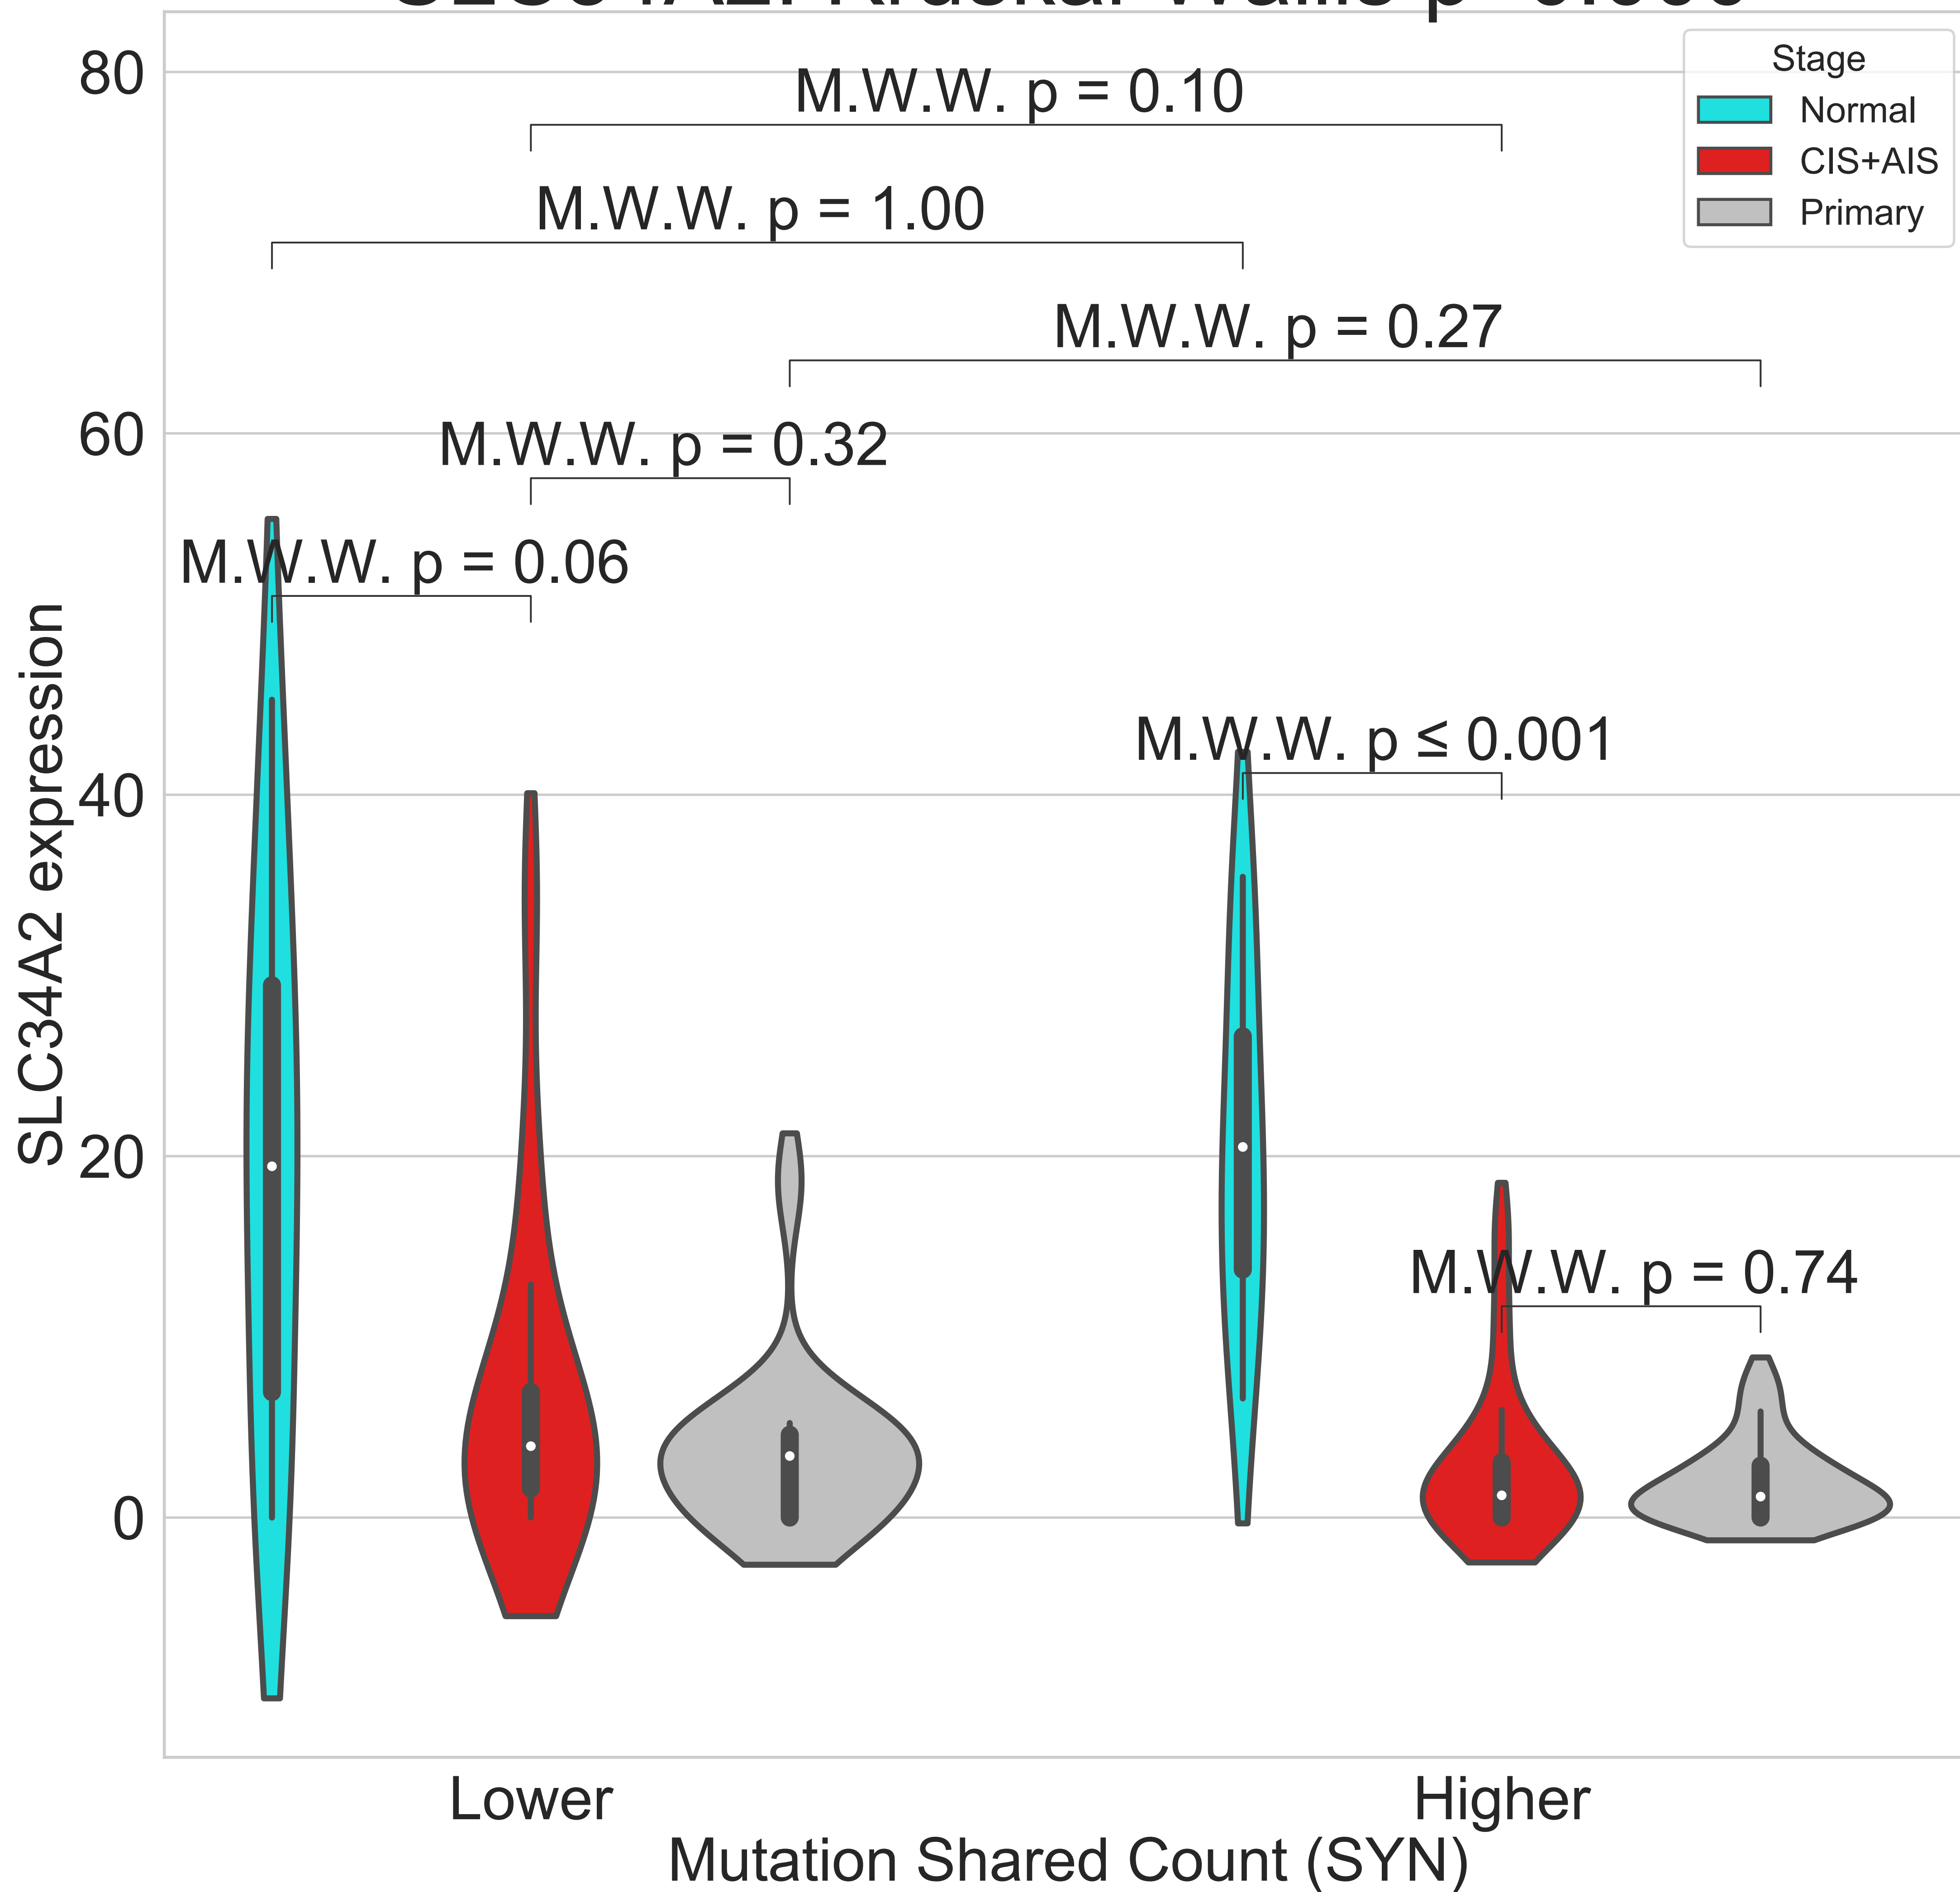 80
60
40
20
0
SLC34A2 expression
M.W.W. p = 0.10
M.W.W. p = 1.00
M.W.W. p = 0.27
M.W.W. p = 0.32
M.W.W. p = 0.06
M.W.W. p ≤ 0.001
M.W.W. p = 0.74
Stage
Normal
CIS+AIS
Primary
Lower
Higher
Mutation Shared Count (SYN)